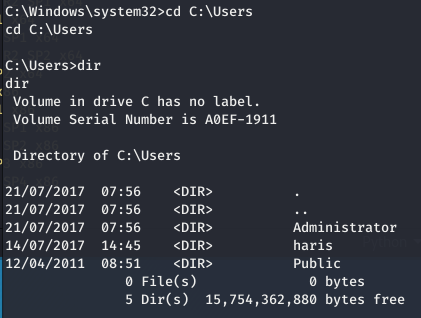 C:\Windows\system32>cd C:\Users
cd C:\Users
C:\Users>dir
dir
Volume in drive C has no label.
Volume Serial Number is A0EF-1911
Directory of C:\Users
21/07/2017  07:56    <DIR>          .
21/07/2017  07:56    <DIR>          ..
21/07/2017  07:56    <DIR>          Administrator
14/07/2017  14:45    <DIR>          haris
12/04/2011  08:51    <DIR>          Public
0 File(s)              0 bytes
5 Dir(s)  15,754,362,880 bytes free